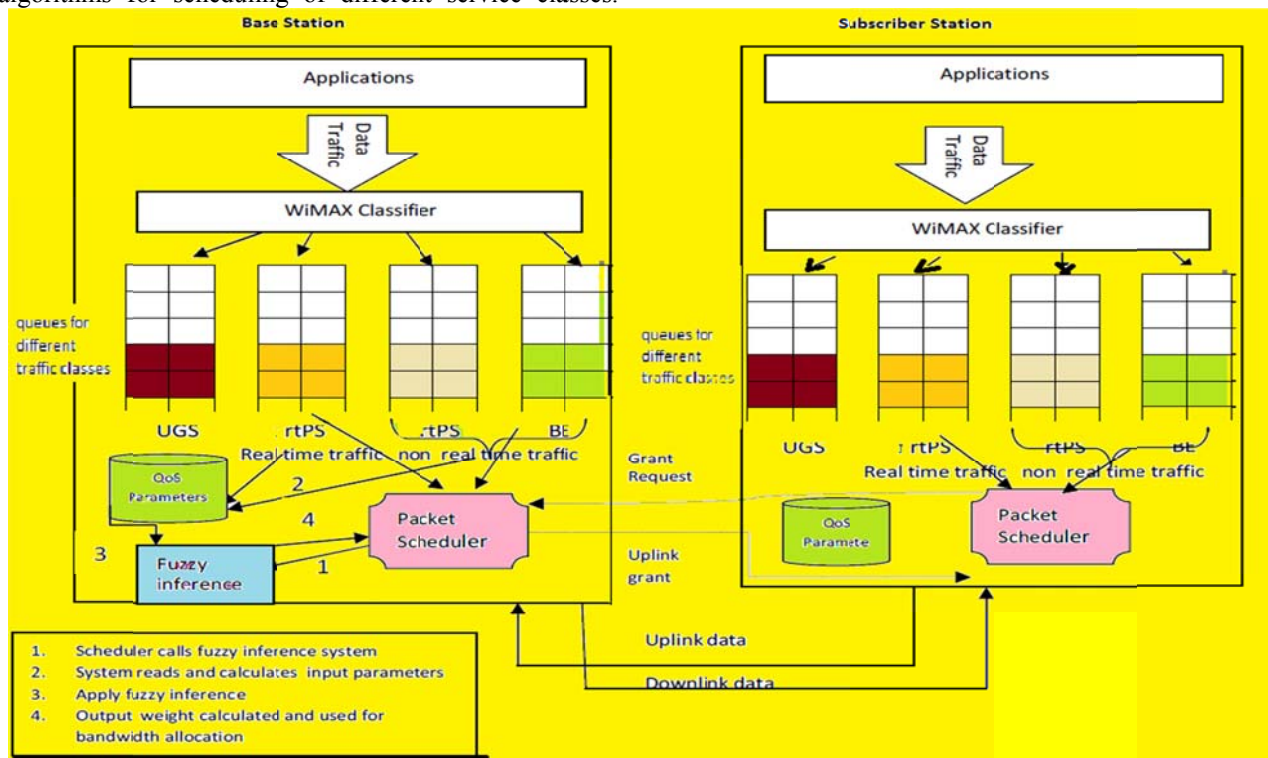 algorithms for scheduling of different service classes.
Base Station
Applications
Data
Traffic
WiMAX Classifier
queues for
different
traffic classes
UGS
rtPS
rtPS
BE
Real time traffic
non real time traffic
QoS
Parameters
2
4
3
1
Packet
Scheduler
Fuzzy
inference
Grant
Request
Uplink
grant
Subscriber Station
Applications
Data
Traffic
WiMAX Classifier
queues for
different
traffic classes
UGS
rtPS
rtPS
BE
Real time traffic
non real time traffic
QoS
Paramete
Packet
Scheduler
Uplink data
Downlink data
1. Scheduler calls fuzzy inference system
2. System reads and calculates input parameters
3. Apply fuzzy inference
4. Output weight calculated and used for
bandwidth allocation